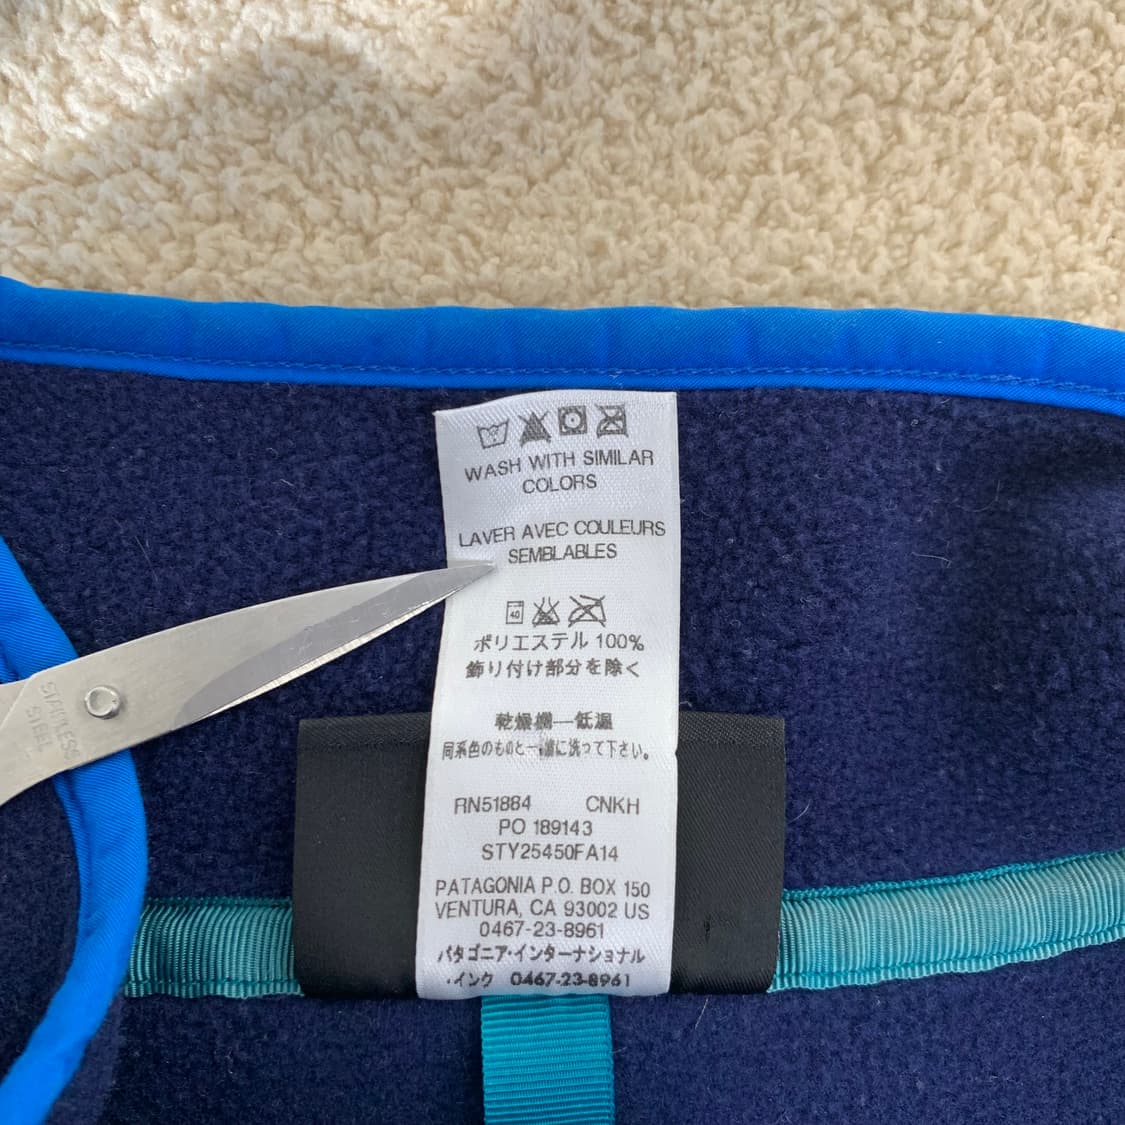 WASH WITH SIMILAR
COLORS
LAVER AVEC COULEURS
SEMBLABLES
40
ポリエステル 100%
飾り付け部分を除く
乾燥機—低温
同系色のものと一緒に洗って下さい。
RN51884 CNKH
PO 189143
STY25450FA14
PATAGONIA P.O. BOX 150
VENTURA, CA 93002 US
0467-23-8961
パタゴニア·インターナショナル
·インク 0467-23-8961
STAINLESS
STEEL